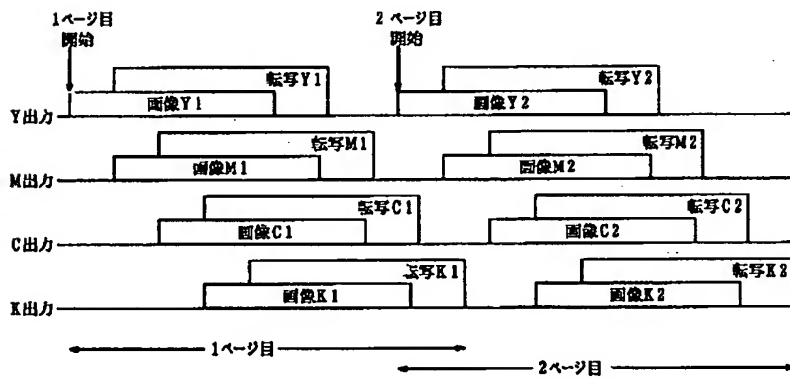 1ページ目
開始
2 ページ目
開始
転写Y1
転写Y2
画像Y1
画像Y2
Y出力
転写M1
転写M2
画像M1
画像M2
M出力
転写C1
転写C2
画像C1
画像C2
C出力
転写K1
転写K2
画像K1
画像K2
K出力
1ページ目
2ページ目